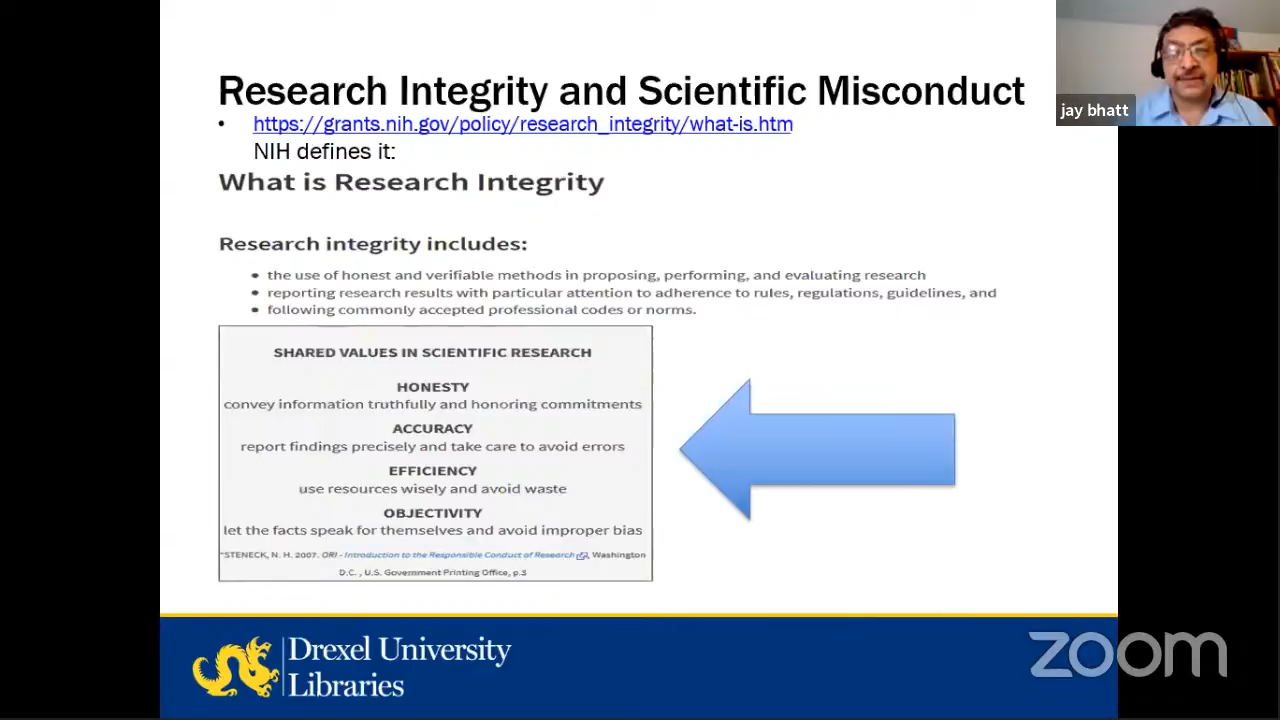 Research Integrity and Scientific Misconduct
• https://grants.nih.gov/policy/research_integrity/what-is.htm
NIH defines it:
What is Research Integrity
Research integrity includes:
• the use of honest and verifiable methods in proposing, performing, and evaluating research
• reporting research results with particular attention to adherence to rules, regulations, guidelines, and
• following commonly accepted professional codes or norms.
SHARED VALUES IN SCIENTIFIC RESEARCH
HONESTY
convey information truthfully and honoring commitments
ACCURACY
report findings precisely and take care to avoid errors
EFFICIENCY
use resources wisely and avoid waste
OBJECTIVITY
let the facts speak for themselves and avoid improper bias
*STENECK, N. H. 2007. ORI - Introduction to the Responsible Conduct of Research, Washington
D.C. , U.S. Government Printing Office, p.3
jay bhatt
Drexel University
Libraries
zoom